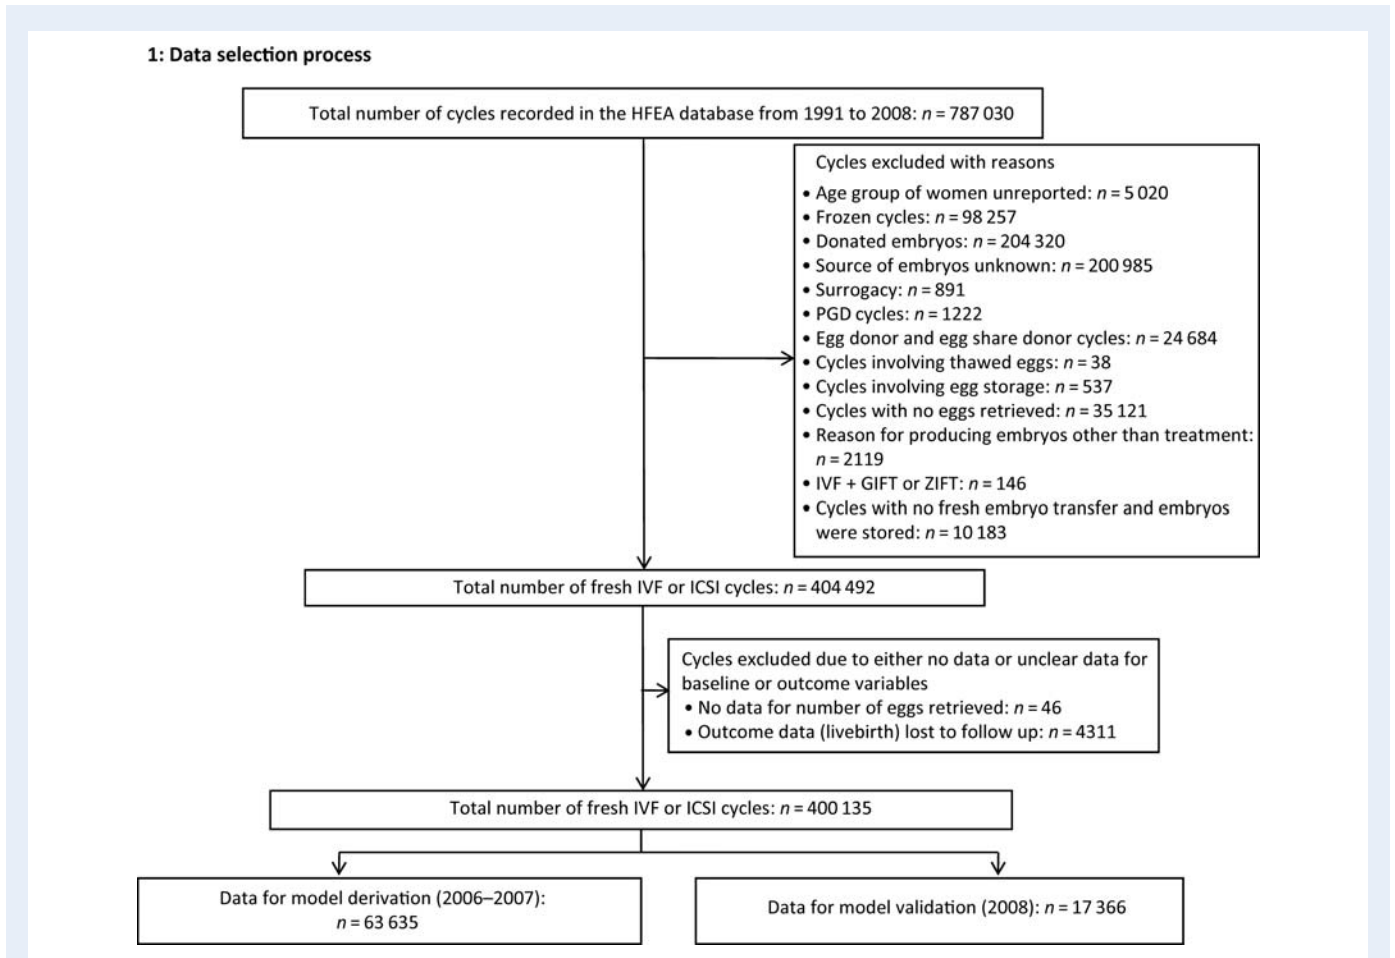 1: Data selection process
Total number of cycles recorded in the HFEA database from 1991 to 2008: n = 787 030
Cycles excluded with reasons
• Age group of women unreported: n = 5 020
• Frozen cycles: n = 98 257
• Donated embryos: n = 204 320
• Source of embryos unknown: n = 200 985
• Surrogacy: n = 891
• PGD cycles: n = 1222
• Egg donor and egg share donor cycles: n = 24 684
• Cycles involving thawed eggs: n = 38
• Cycles involving egg storage: n = 537
• Cycles with no eggs retrieved: n = 35 121
• Reason for producing embryos other than treatment:
n = 2119
• IVF + GIFT or ZIFT: n = 146
• Cycles with no fresh embryo transfer and embryos
were stored: n = 10 183
Total number of fresh IVF or ICSI cycles: n = 404 492
Cycles excluded due to either no data or unclear data for
baseline or outcome variables
• No data for number of eggs retrieved: n = 46
• Outcome data (livebirth) lost to follow up: n = 4311
Total number of fresh IVF or ICSI cycles: n = 400 135
Data for model derivation (2006–2007):
n = 63 635
Data for model validation (2008): n = 17 366